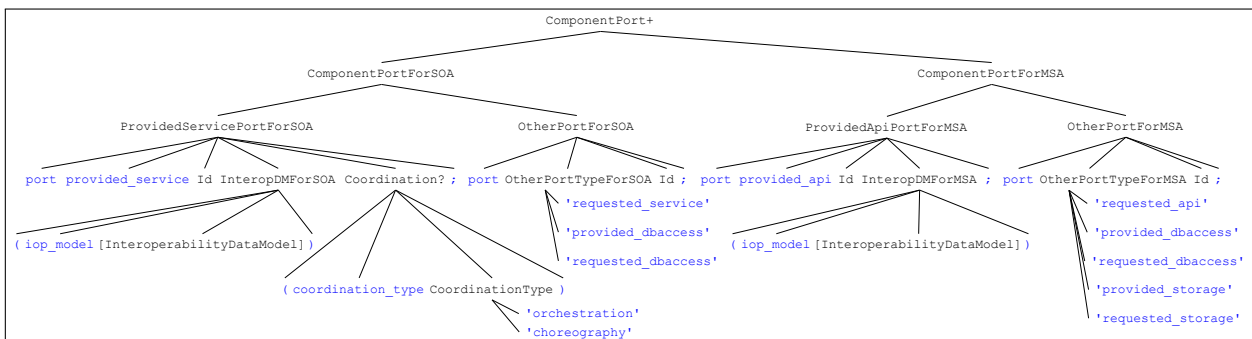 ComponentPort+
ComponentPortForSOA ComponentPortForMSA
ProvidedServicePortForSOA OtherPortForSOA ProvidedApiPortForMSA OtherPortForMSA
port provided_service Id InteropDMForSOA Coordination? ; port OtherPortTypeForSOA Id ; port provided_api Id InteropDMForMSA ; port OtherPortTypeForMSA Id ;
'requested_service' 'requested_api'
'provided_dbaccess' 'provided_dbaccess'
( iop_model [InteroperabilityDataModel] ) ( iop_model [InteroperabilityDataModel] )
'requested_dbaccess' 'requested_dbaccess'
( coordination_type CoordinationType ) 'provided_storage'
'orchestration' 'requested_storage'
'choreography'